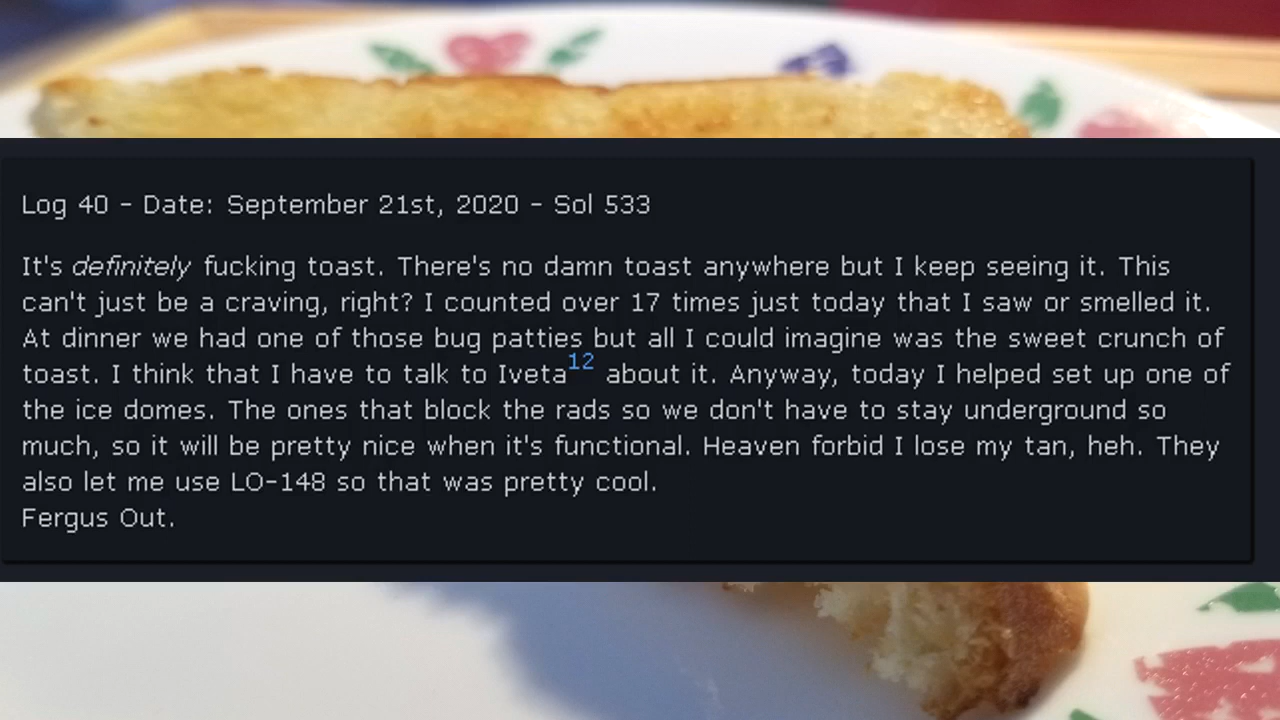 Log 40 - Date: September 21st, 2020 - Sol 533
It's definitely fucking toast. There's no damn toast anywhere but I keep seeing it. This
can't just be a craving, right? I counted over 17 times just today that I saw or smelled it.
At dinner we had one of those bug patties but all I could imagine was the sweet crunch of
toast. I think that I have to talk to Iveta12 about it. Anyway, today I helped set up one of
the ice domes. The ones that block the rads so we don't have to stay underground so
much, so it will be pretty nice when it's functional. Heaven forbid I lose my tan, heh. They
also let me use LO-148 so that was pretty cool.
Fergus Out.